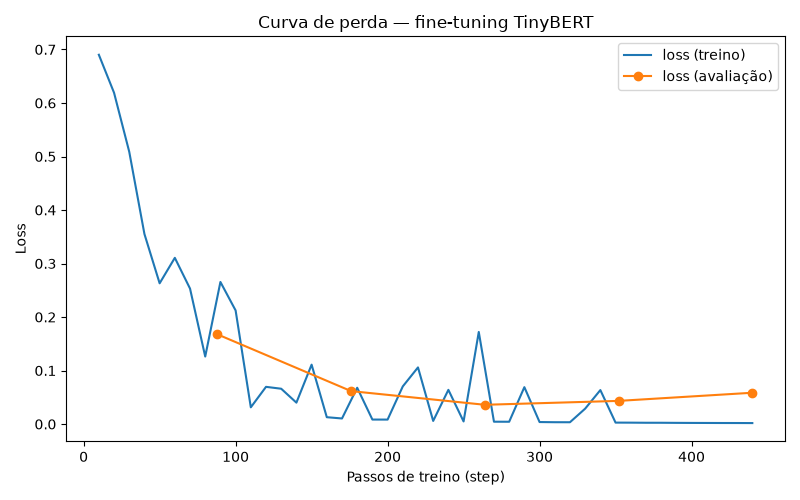 Curva de perda — fine-tuning TinyBERT
loss (treino)
loss (avaliação)
Loss
0.7
0.6
0.5
0.4
0.3
0.2
0.1
0.0
0
100
200
300
400
Passos de treino (step)